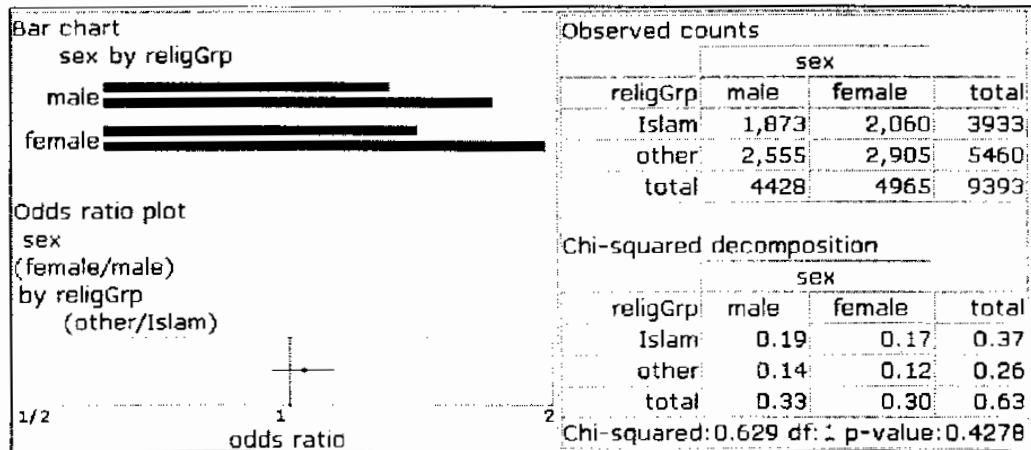 Bar chart
sex by religGrp
male
female
Odds ratio plot
sex
(female/male)
by religGrp
(other/Islam)
1/2 1 2
odds ratio
Observed counts
sex
religGrp male female total
Islam 1,873 2,060 3933
other 2,555 2,905 5460
total 4428 4965 9393
Chi-squared decomposition
sex
religGrp male female total
Islam 0.19 0.17 0.37
other 0.14 0.12 0.26
total 0.33 0.30 0.63
Chi-squared: 0.629 df: 1 p-value: 0.4278